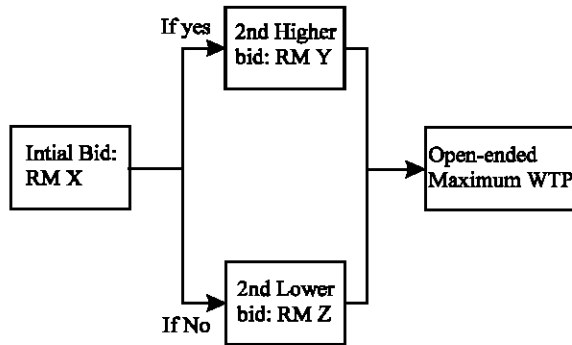 If yes
2nd Higher
bid: RM Y
Intial Bid:
RM X
Open-ended
Maximum WTP
2nd Lower
bid: RM Z
If No